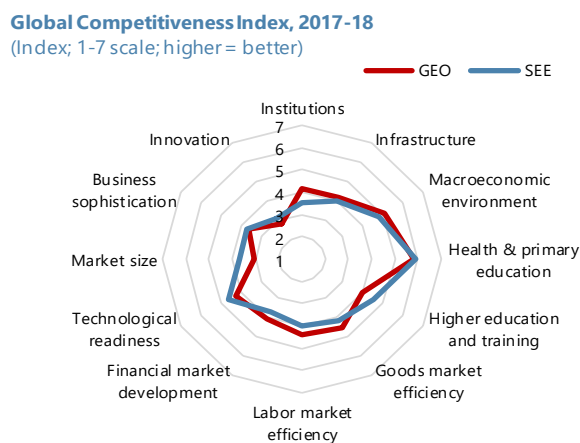 Global Competitiveness Index, 2017-18
(Index; 1-7 scale; higher = better)
GEO
SEE
Institutions
Infrastructure
Macroeconomic
environment
Health & primary
education
Higher education
and training
Goods market
efficiency
Labor market
efficiency
Financial market
development
Technological
readiness
Market size
Business
sophistication
Innovation
7
6
5
4
3
2
1